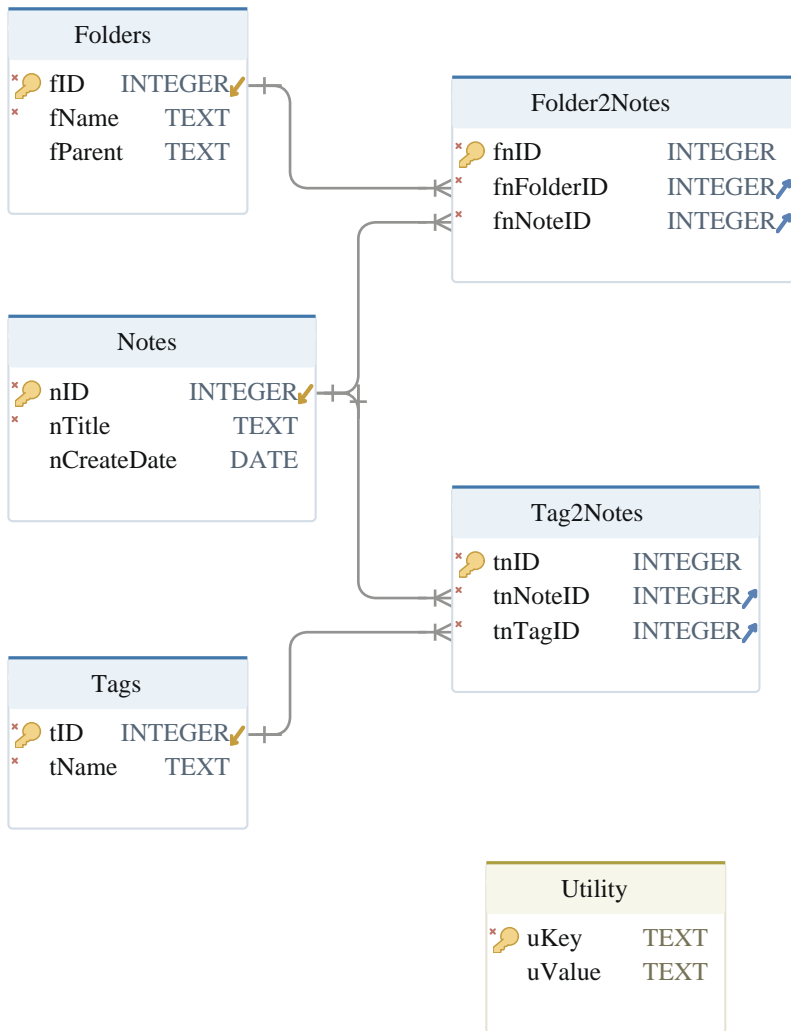 Folders
fID INTEGER
fName TEXT
fParent TEXT
Folder2Notes
fnID INTEGER
fnFolderID INTEGER
fnNoteID INTEGER
Notes
nID INTEGER
nTitle TEXT
nCreateDate DATE
Tag2Notes
tnID INTEGER
tnNoteID INTEGER
tnTagID INTEGER
Tags
tID INTEGER
tName TEXT
Utility
uKey TEXT
uValue TEXT